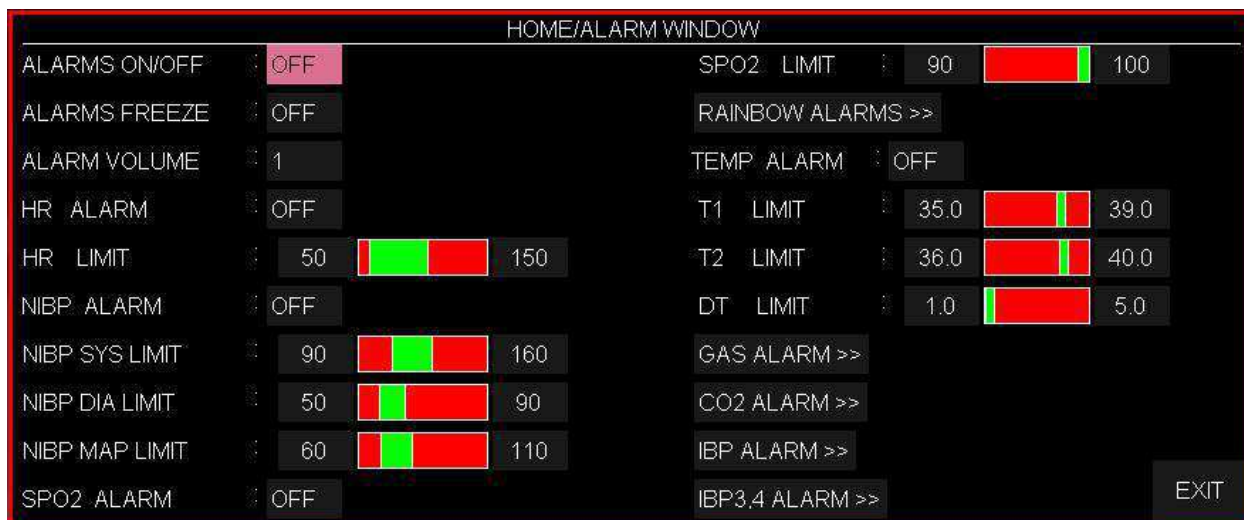 HOME/ALARM WINDOW
ALARMS ON/OFF : OFF
ALARMS FREEZE : OFF
ALARM VOLUME : 1
HR ALARM : OFF
HR LIMIT : 50 150
NIBP ALARM : OFF
NIBP SYS LIMIT : 90 160
NIBP DIA LIMIT : 50 90
NIBP MAP LIMIT : 60 110
SPO2 ALARM : OFF
SPO2 LIMIT : 90 100
RAINBOW ALARMS >>
TEMP ALARM : OFF
T1 LIMIT : 35.0 39.0
T2 LIMIT : 36.0 40.0
DT LIMIT : 1.0 5.0
GAS ALARM >>
CO2 ALARM >>
IBP ALARM >>
IBP3,4 ALARM >>
EXIT